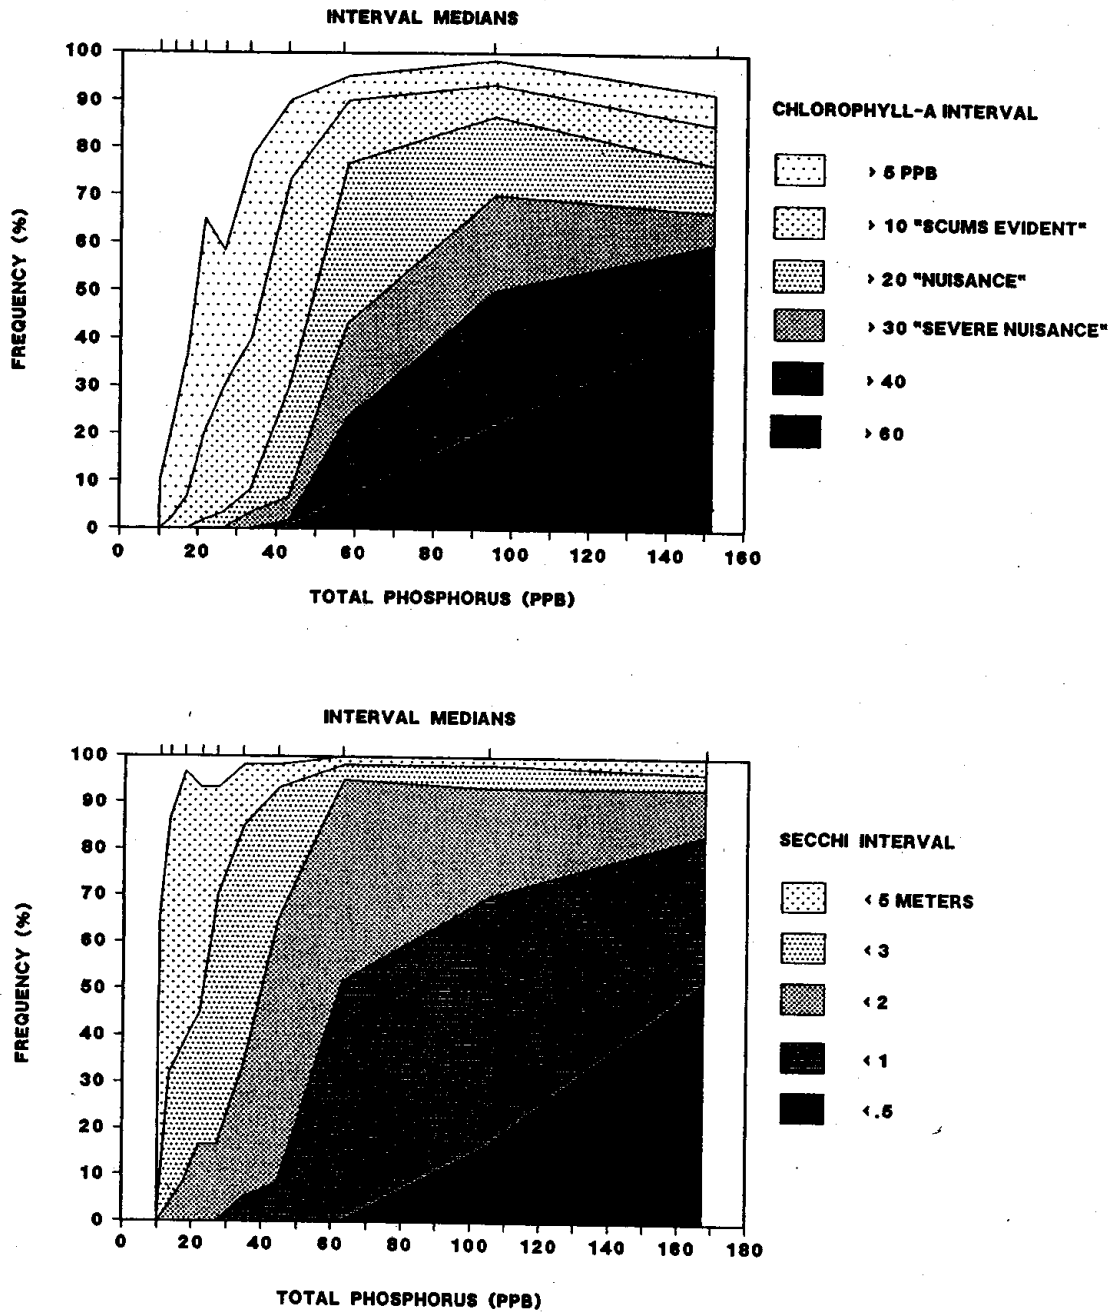 INTERVAL MEDIANS
100
90
80
70
60
50
40
30
20
10
0
FREQUENCY (%)
0 20 40 60 80 100 120 140 160
TOTAL PHOSPHORUS (PPB)
CHLOROPHYLL-A INTERVAL
> 5 PPB
> 10 "SCUMS EVIDENT"
> 20 "NUISANCE"
> 30 "SEVERE NUISANCE"
> 40
> 60
INTERVAL MEDIANS
100
90
80
70
60
50
40
30
20
10
0
FREQUENCY (%)
0 20 40 60 80 100 120 140 160 180
TOTAL PHOSPHORUS (PPB)
SECCHI INTERVAL
< 5 METERS
< 3
< 2
< 1
< .5